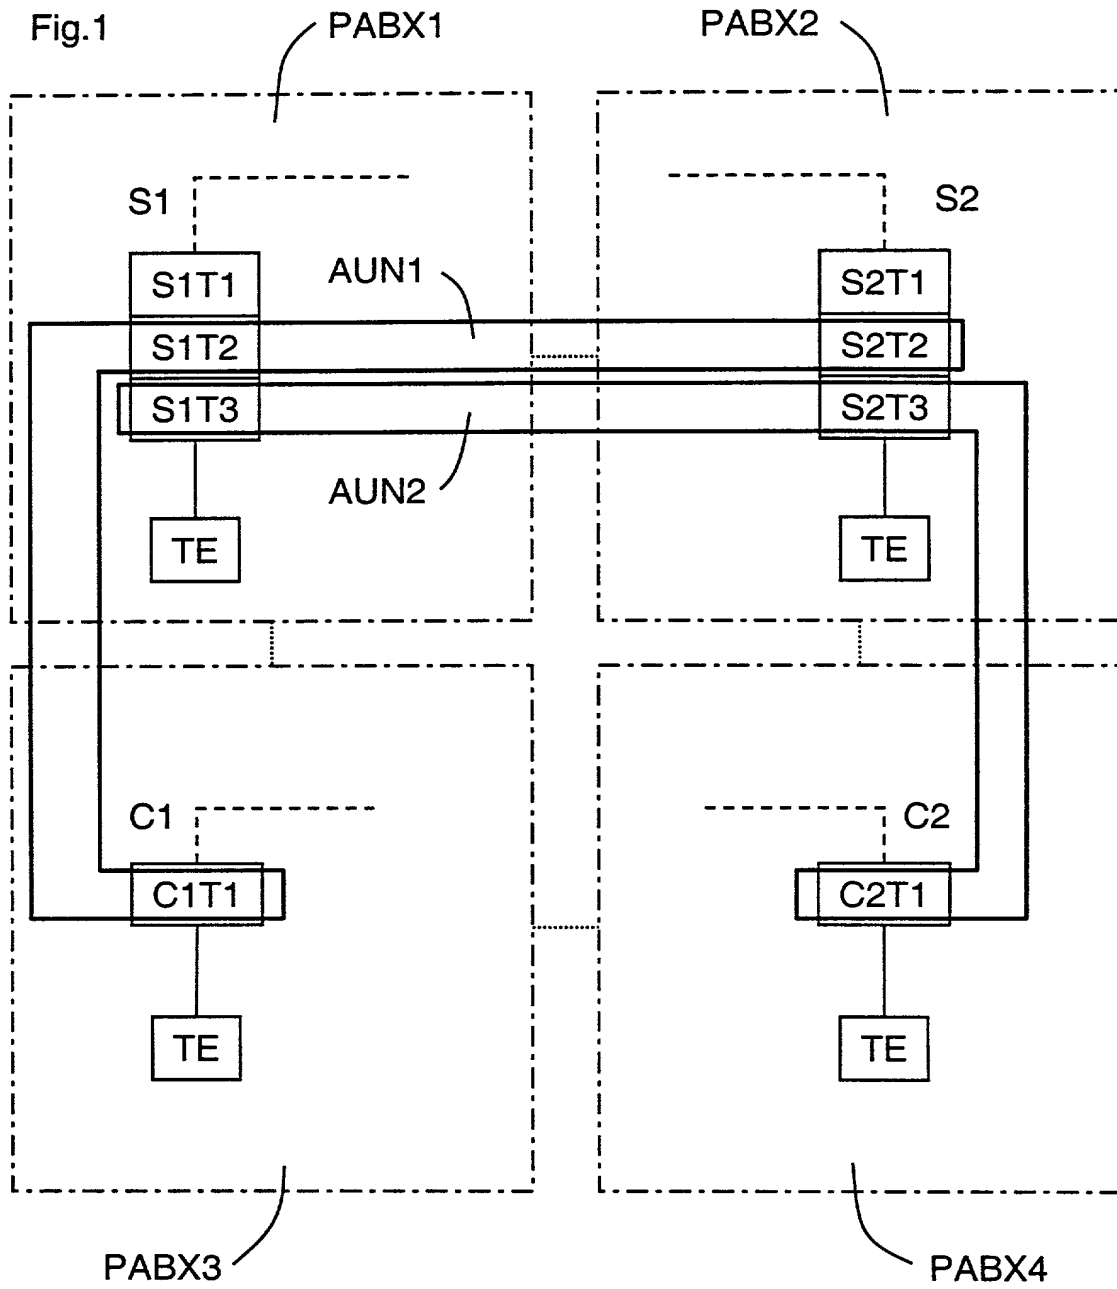 Fig.1
PABX1
PABX2
S1
S2
S1T1
S2T1
AUN1
S1T2
S2T2
S1T3
S2T3
AUN2
TE
TE
C1
C2
C1T1
C2T1
TE
TE
PABX3
PABX4